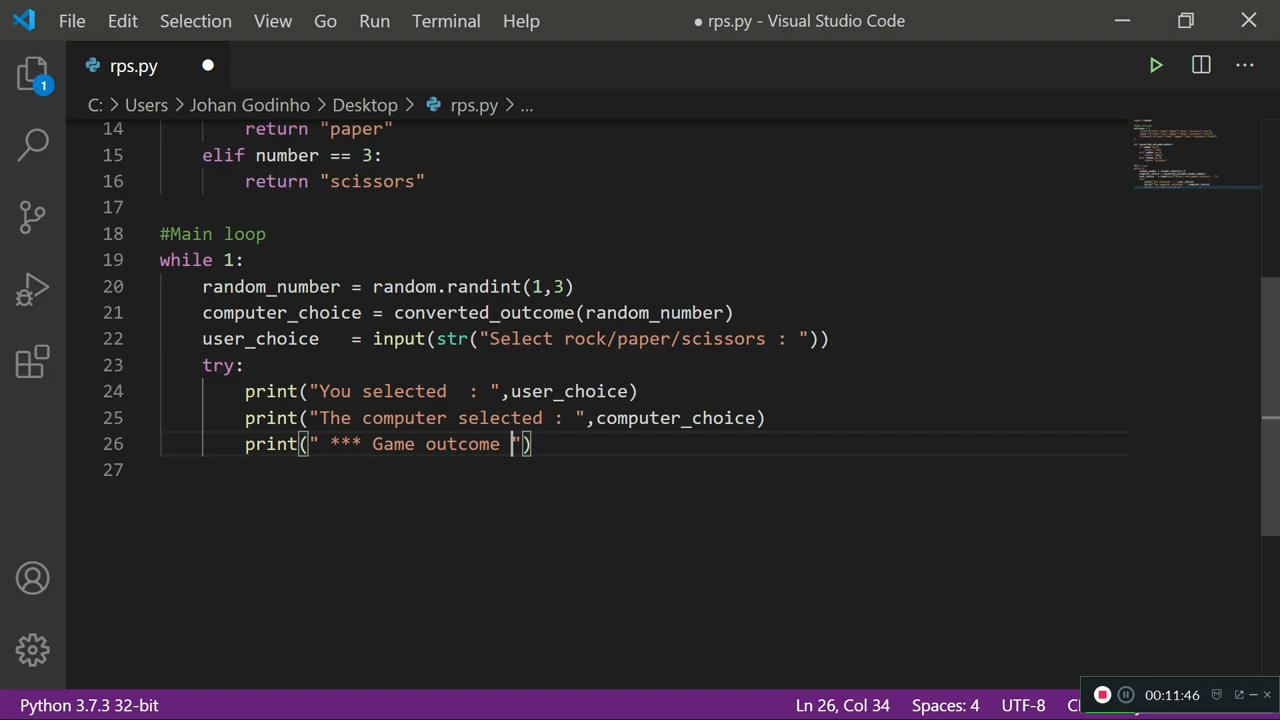 File Edit Selection View Go Run Terminal Help ● rps.py - Visual Studio Code
rps.py
C: > Users > Johan Godinho > Desktop > rps.py > ...
1
14 return "paper"
15 elif number == 3:
16 return "scissors"
17
18 #Main loop
19 while 1:
20 random_number = random.randint(1,3)
21 computer_choice = converted_outcome(random_number)
22 user_choice   = input(str("Select rock/paper/scissors : "))
23 try:
24 print("You selected  : ",user_choice)
25 print("The computer selected : ",computer_choice)
26 print(" *** Game outcome ")
27
Python 3.7.3 32-bit Ln 26, Col 34 Spaces: 4 UTF-8
00:11:46